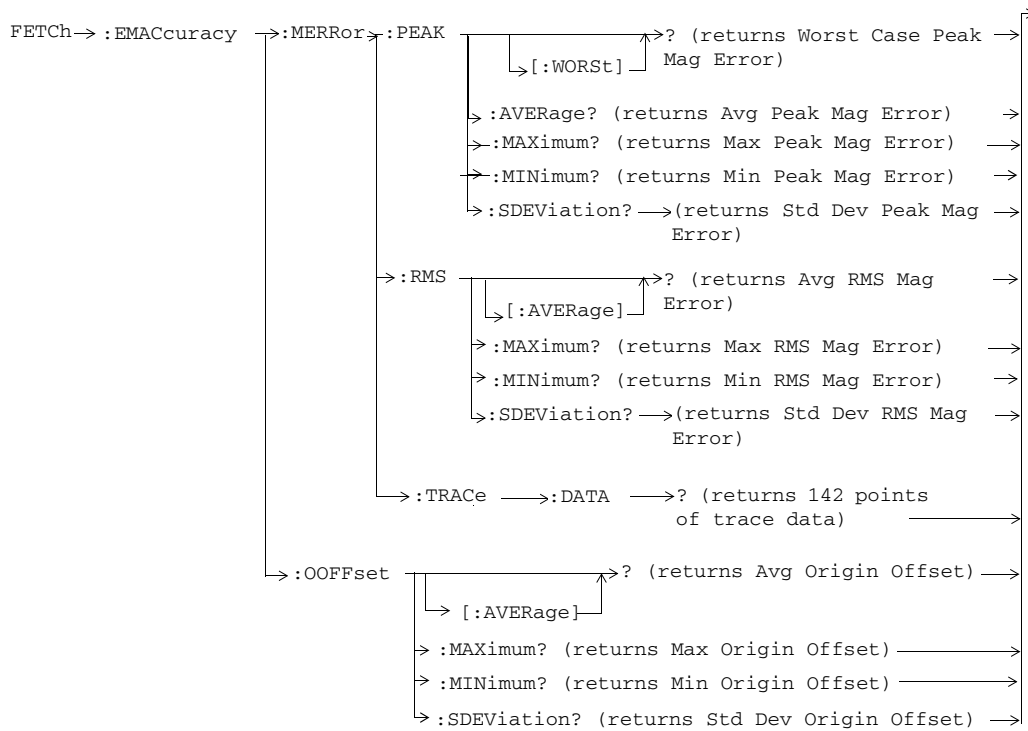 FETCh :EMACcuracy :MERRor :PEAK ? (returns Worst Case Peak
[:WORSt] Mag Error)
:AVERage? (returns Avg Peak Mag Error)
:MAXimum? (returns Max Peak Mag Error)
:MINimum? (returns Min Peak Mag Error)
:SDEViation? (returns Std Dev Peak Mag
Error)
:RMS ? (returns Avg RMS Mag
[:AVERage] Error)
:MAXimum? (returns Max RMS Mag Error)
:MINimum? (returns Min RMS Mag Error)
:SDEViation? (returns Std Dev RMS Mag
Error)
:TRACe :DATA ? (returns 142 points
of trace data)
:OOFFset ? (returns Avg Origin Offset)
[:AVERage]
:MAXimum? (returns Max Origin Offset)
:MINimum? (returns Min Origin Offset)
:SDEViation? (returns Std Dev Origin Offset)